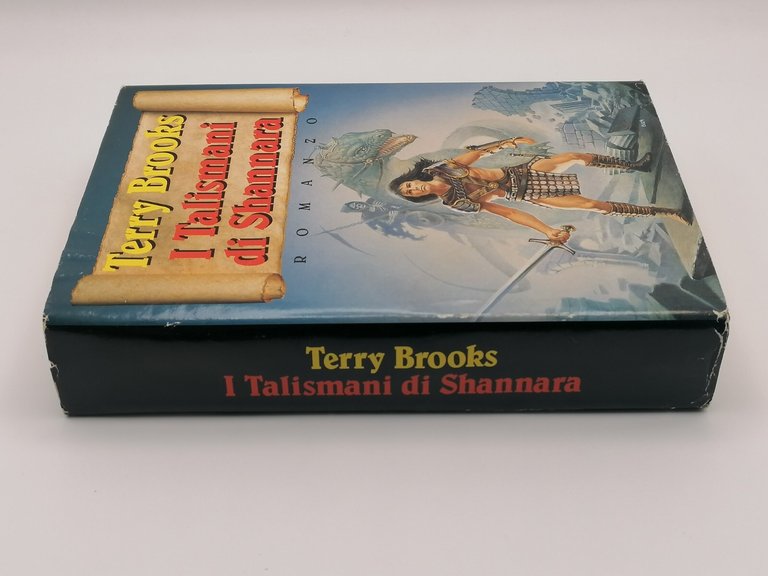 Terry Brooks
I Talismani
di Shannara
ROMANZO
Terry Brooks
I Talismani di Shannara